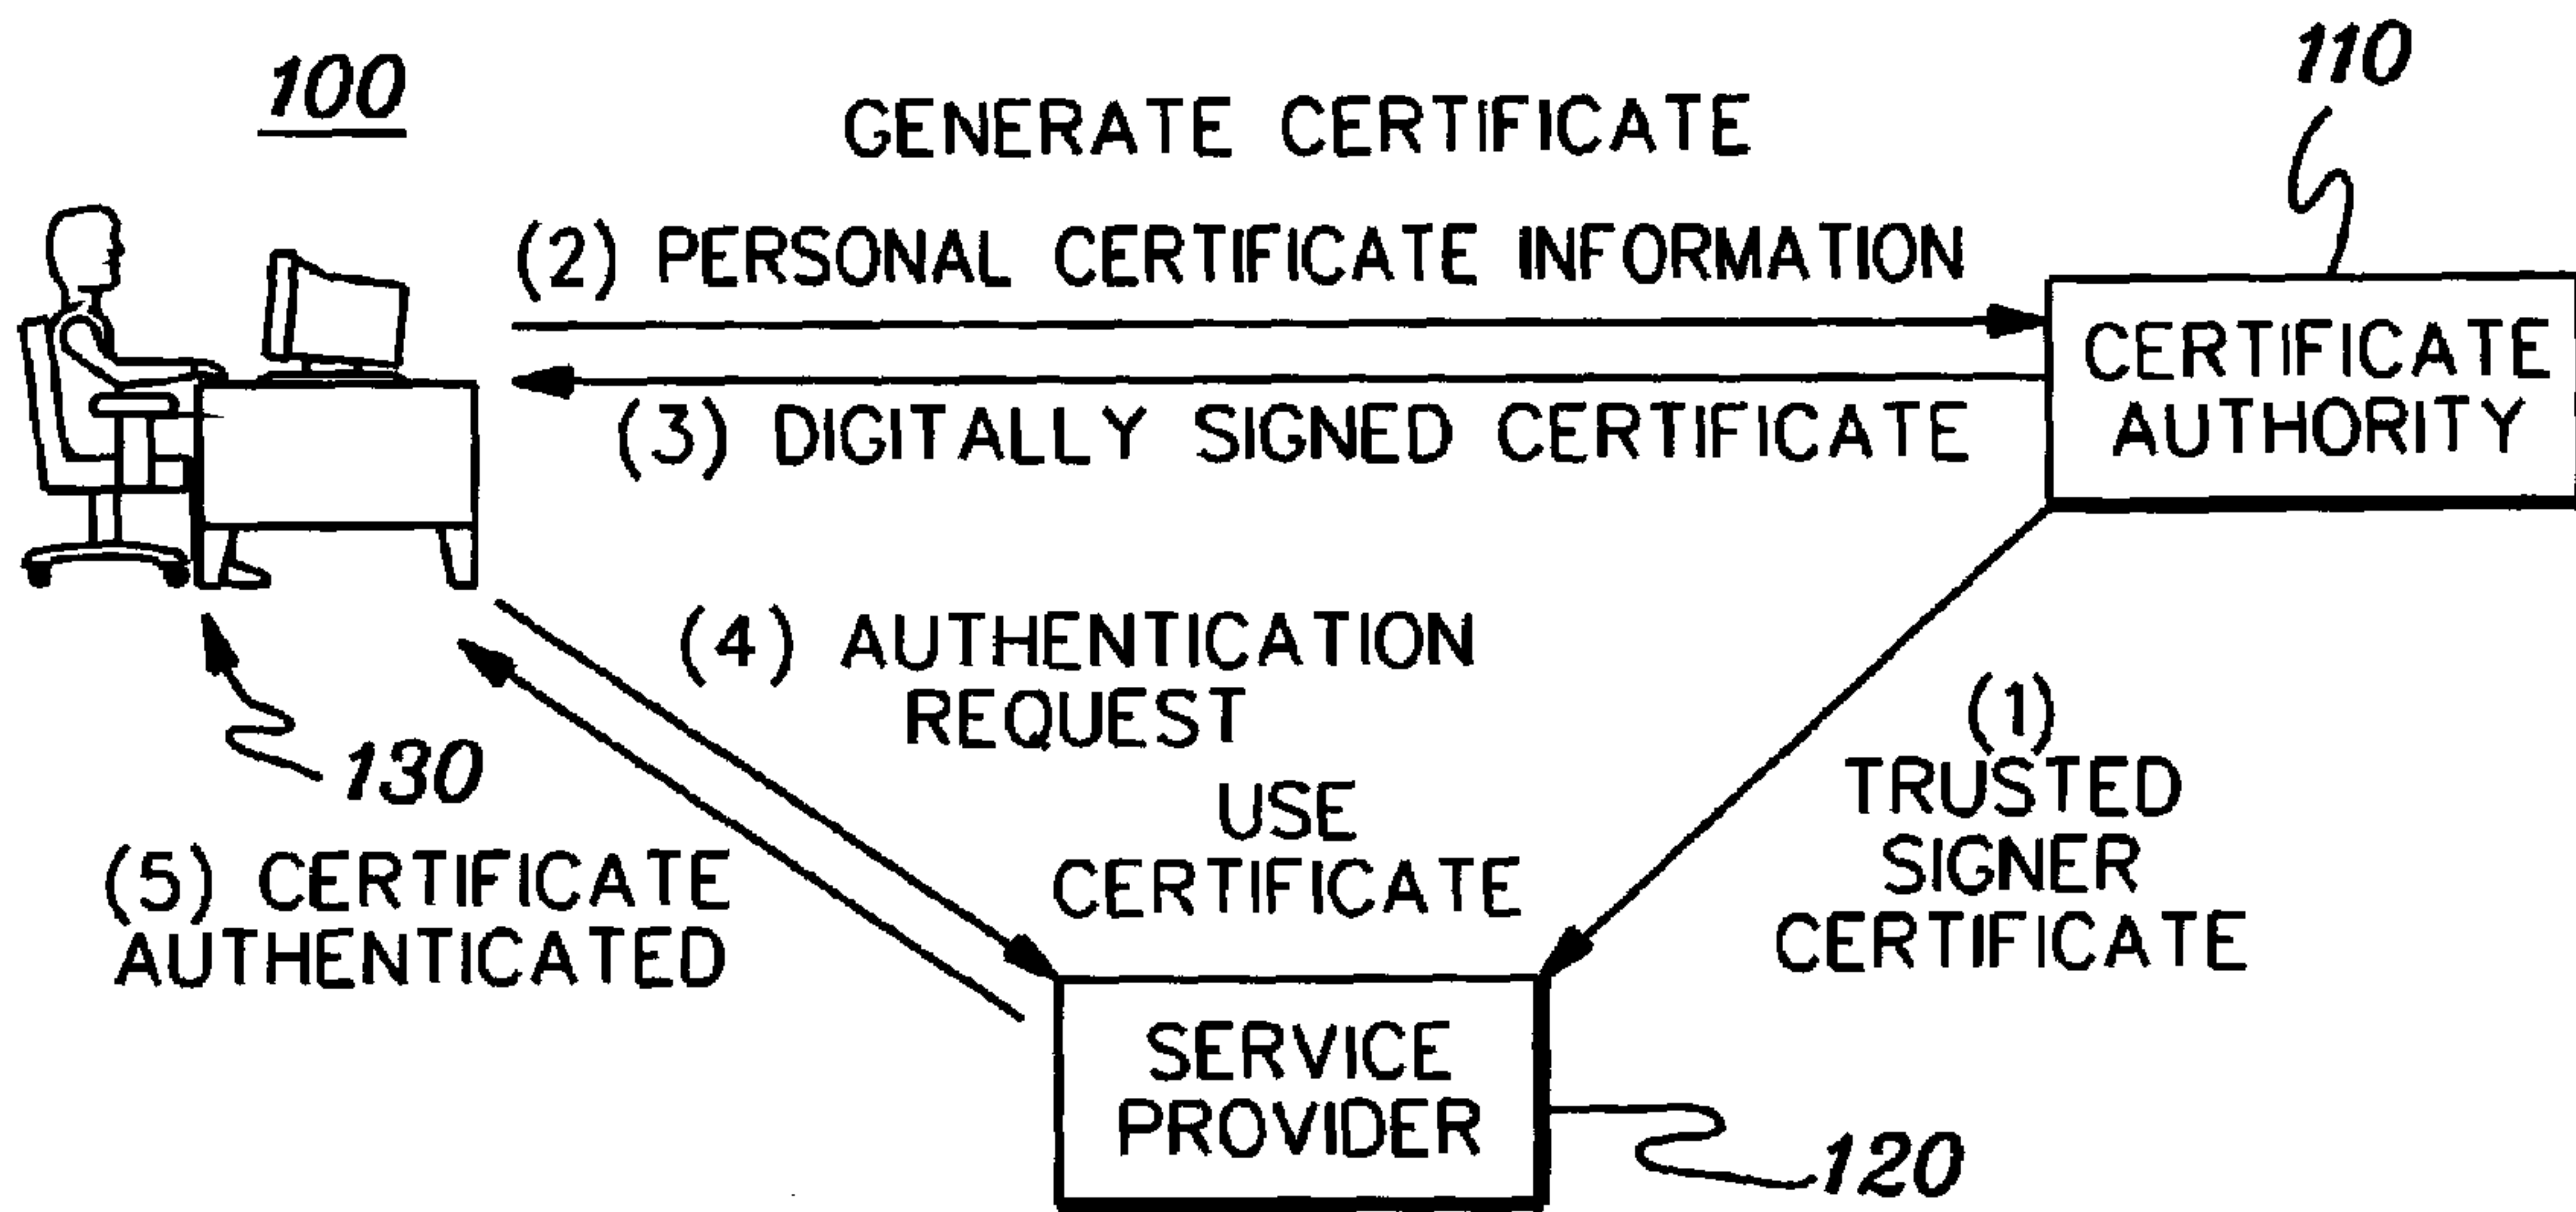 100
110
GENERATE CERTIFICATE
(2) PERSONAL CERTIFICATE INFORMATION
CERTIFICATE
AUTHORITY
(3) DIGITALLY SIGNED CERTIFICATE
(4) AUTHENTICATION
REQUEST
130
(1)
TRUSTED
SIGNER
CERTIFICATE
USE
CERTIFICATE
(5) CERTIFICATE
AUTHENTICATED
SERVICE
PROVIDER
120